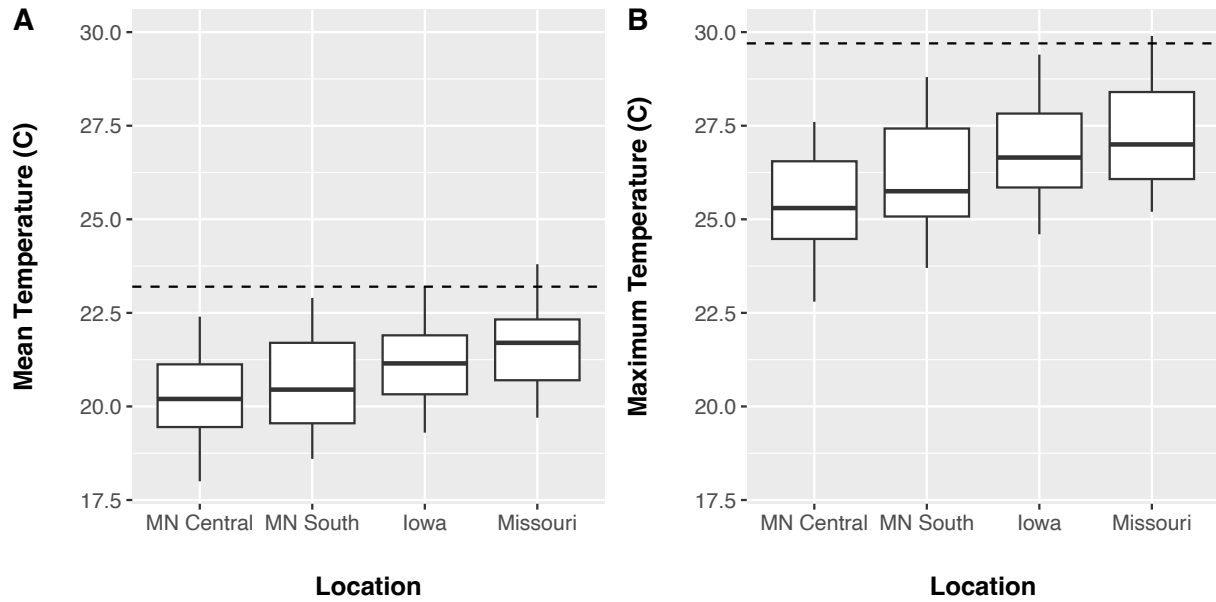 A
Mean Temperature (C)
30.0
27.5
25.0
22.5
20.0
17.5
MN Central MN South Iowa Missouri
Location
B
Maximum Temperature (C)
30.0
27.5
25.0
22.5
20.0
17.5
MN Central MN South Iowa Missouri
Location